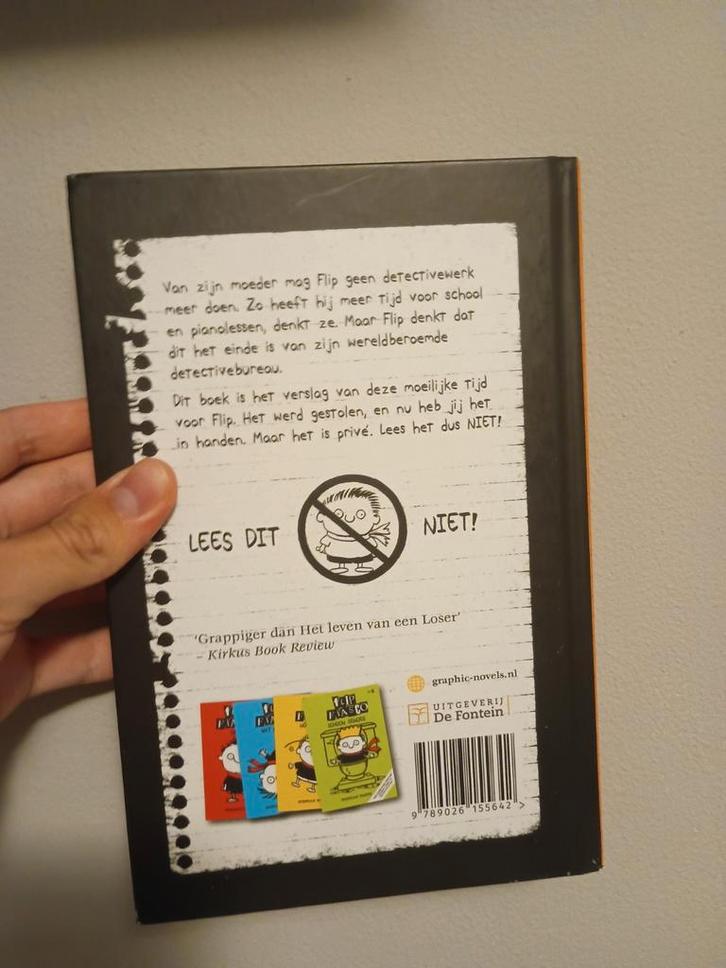 Van zijn moeder mag Flip geen detectivewerk
meer doen. Zo heeft hij meer tijd voor school
en pianolessen, denkt ze. Maar Flip denkt dat
dit het einde is van zijn wereldberoemde
detectivebureau.
Dit boek is het verslag van deze moeilijke tijd
voor Flip. Het werd gestolen, en nu heb jij het
in handen. Maar het is privé. Lees het dus NIET!
LEES DIT NIET!
'Grappiger dan Het leven van een Loser'
– Kirkus Book Review
graphic-novels.nl
UITGEVERIJ
De Fontein
9 789026 155642 >